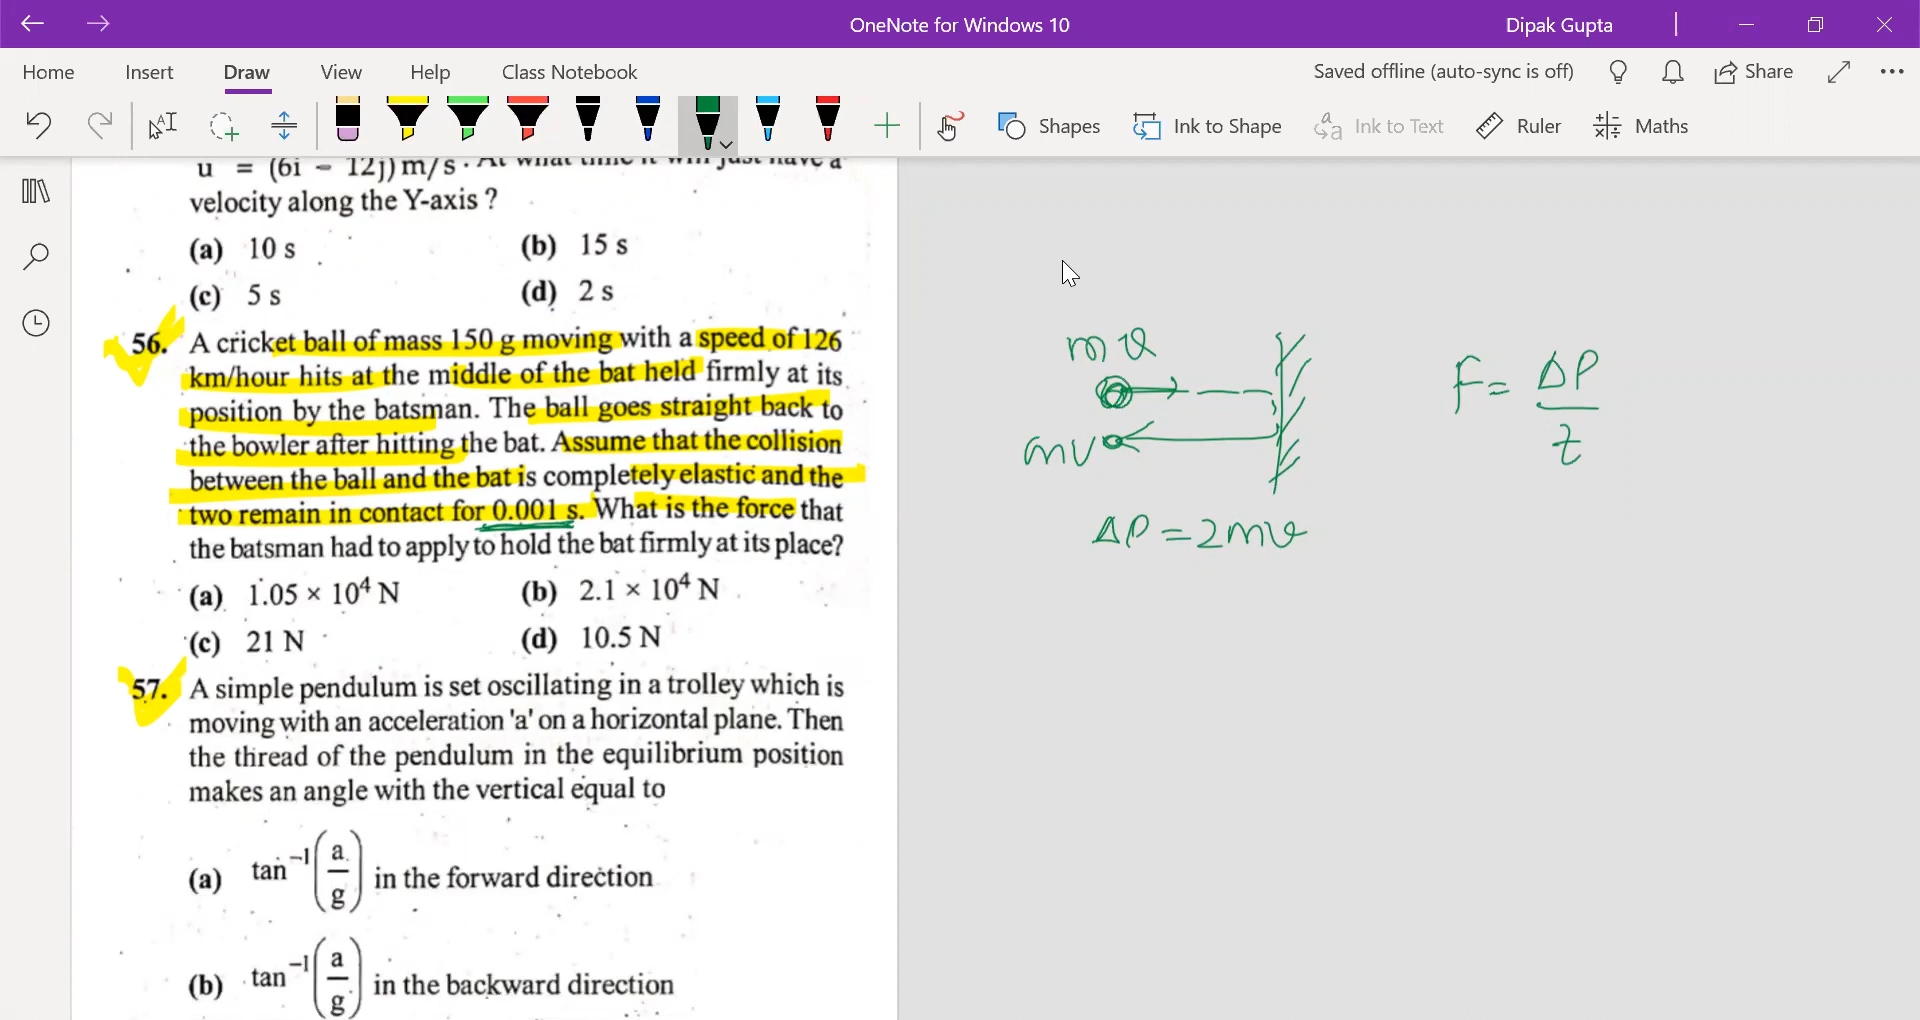 OneNote for Windows 10
Dipak Gupta
Home Insert Draw View Help Class Notebook
Saved offline (auto-sync is off) Share
Shapes Ink to Shape Ink to Text Ruler Maths
u = (6i − 12j) m/s. At what time it will just have a
velocity along the Y-axis ?
(a) 10 s (b) 15 s
(c) 5 s (d) 2 s
56. A cricket ball of mass 150 g moving with a speed of 126
km/hour hits at the middle of the bat held firmly at its
position by the batsman. The ball goes straight back to
the bowler after hitting the bat. Assume that the collision
between the ball and the bat is completely elastic and the
two remain in contact for 0.001 s. What is the force that
the batsman had to apply to hold the bat firmly at its place?
(a) 1.05 × 10⁴ N (b) 2.1 × 10⁴ N
(c) 21 N (d) 10.5 N
57. A simple pendulum is set oscillating in a trolley which is
moving with an acceleration 'a' on a horizontal plane. Then
the thread of the pendulum in the equilibrium position
makes an angle with the vertical equal to
(a) tan⁻¹(a/g) in the forward direction
(b) tan⁻¹(a/g) in the backward direction
m v
mv
ΔP = 2mv
F = ΔP/t